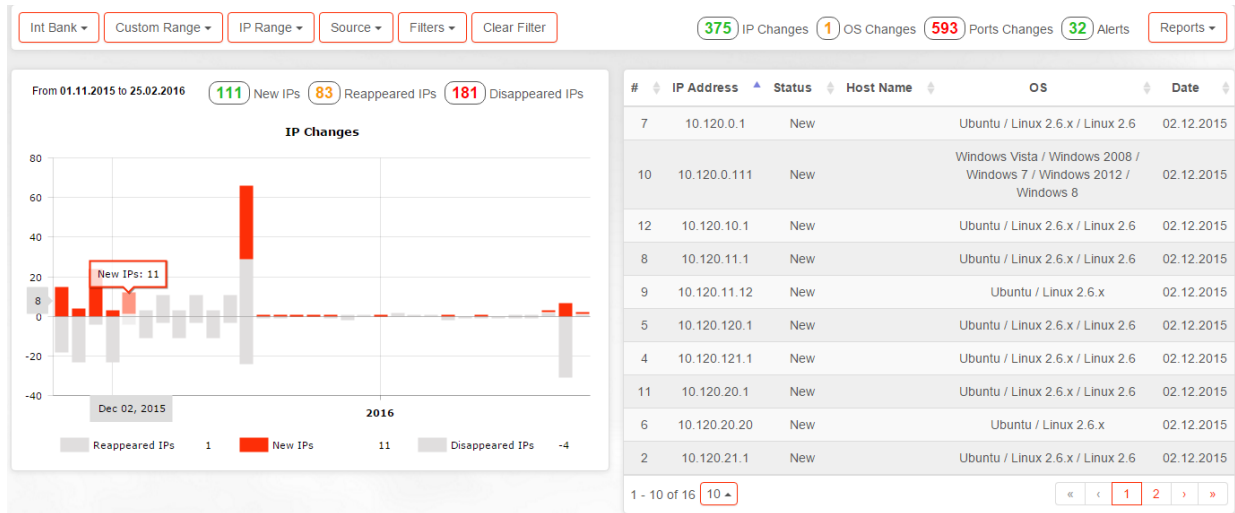 Int Bank Custom Range IP Range Source Filters Clear Filter 375 IP Changes 1 OS Changes 593 Ports Changes 32 Alerts Reports
From 01.11.2015 to 25.02.2016 111 New IPs 83 Reappeared IPs 181 Disappeared IPs
IP Changes
80
60
40
20
New IPs: 11
8
0
-20
-40
Dec 02, 2015
2016
Reappeared IPs 1 New IPs 11 Disappeared IPs -4
# IP Address Status Host Name OS Date
7 10.120.0.1 New Ubuntu / Linux 2.6.x / Linux 2.6 02.12.2015
Windows Vista / Windows 2008 /
10 10.120.0.111 New Windows 7 / Windows 2012 / 02.12.2015
Windows 8
12 10.120.10.1 New Ubuntu / Linux 2.6.x / Linux 2.6 02.12.2015
8 10.120.11.1 New Ubuntu / Linux 2.6.x / Linux 2.6 02.12.2015
9 10.120.11.12 New Ubuntu / Linux 2.6.x 02.12.2015
5 10.120.120.1 New Ubuntu / Linux 2.6.x / Linux 2.6 02.12.2015
4 10.120.121.1 New Ubuntu / Linux 2.6.x / Linux 2.6 02.12.2015
11 10.120.20.1 New Ubuntu / Linux 2.6.x / Linux 2.6 02.12.2015
6 10.120.20.20 New Ubuntu / Linux 2.6.x 02.12.2015
2 10.120.21.1 New Ubuntu / Linux 2.6.x / Linux 2.6 02.12.2015
1 - 10 of 16 10 « ‹ 1 2 › »